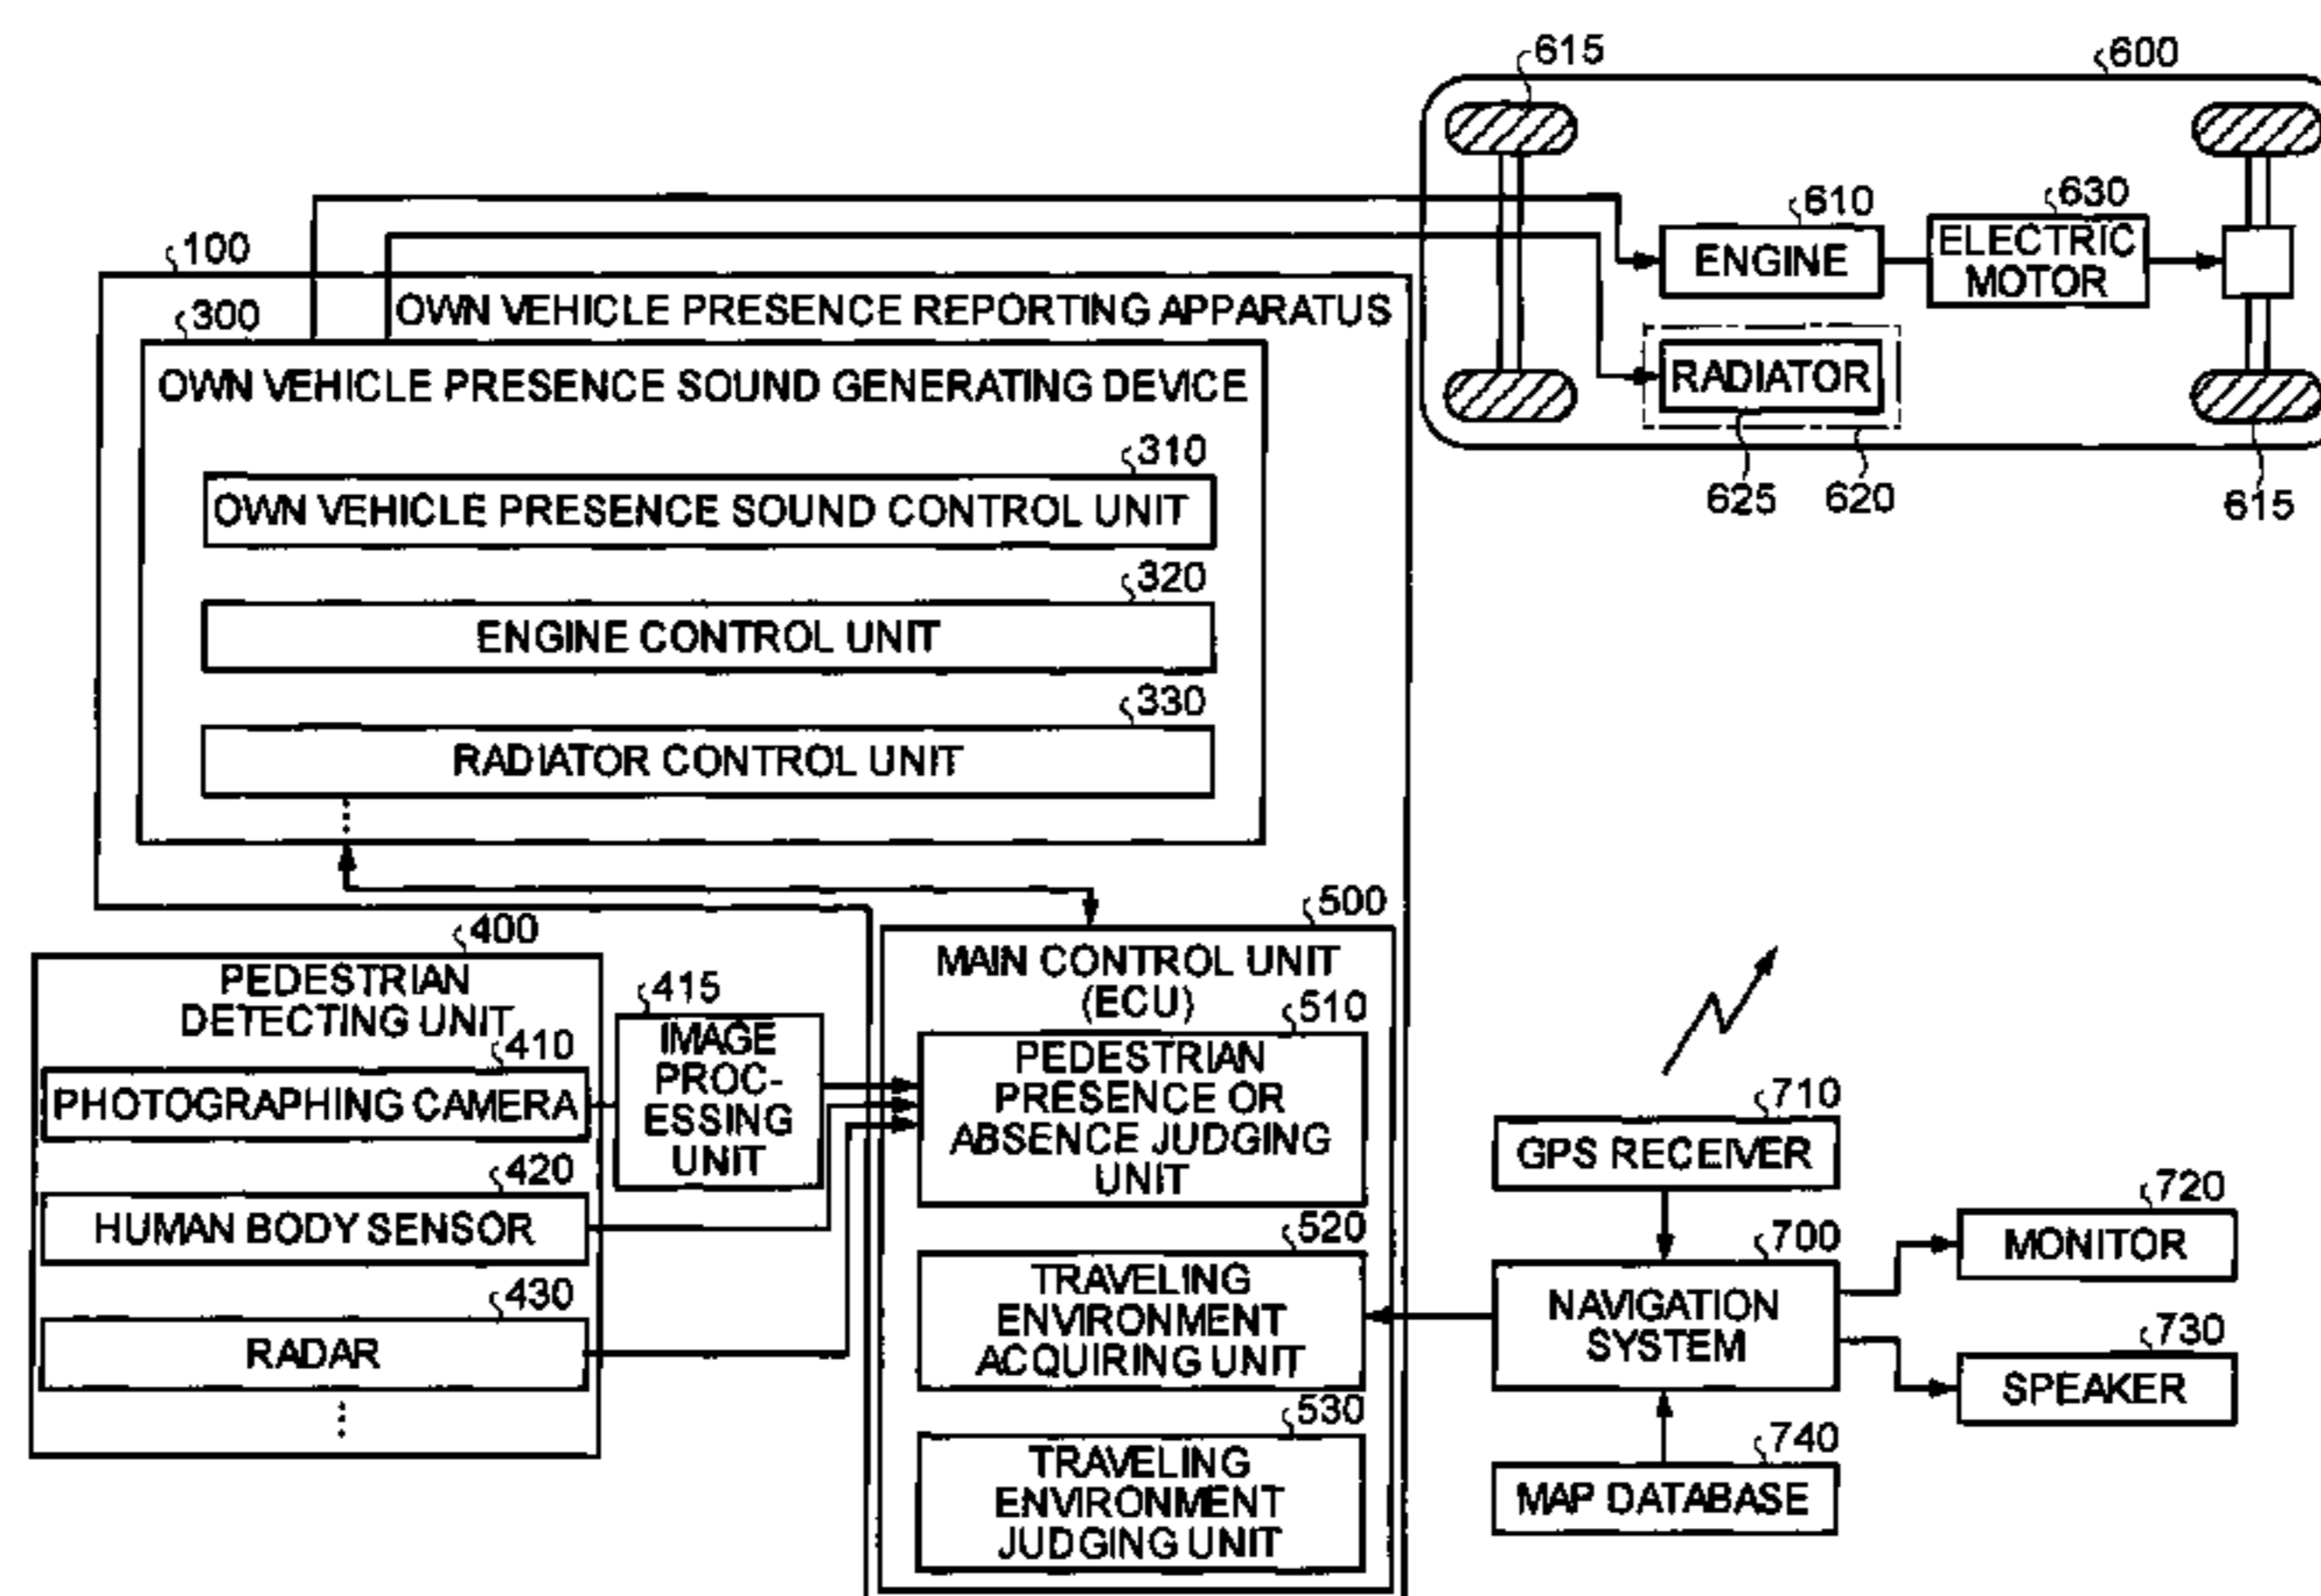 615
600
610
630
ENGINE
ELECTRIC
MOTOR
RADIATOR
625
620
615
100
OWN VEHICLE PRESENCE REPORTING APPARATUS
300
OWN VEHICLE PRESENCE SOUND GENERATING DEVICE
310
OWN VEHICLE PRESENCE SOUND CONTROL UNIT
320
ENGINE CONTROL UNIT
330
RADIATOR CONTROL UNIT
400
PEDESTRIAN
DETECTING UNIT
410
PHOTOGRAPHING CAMERA
420
HUMAN BODY SENSOR
430
RADAR
415
IMAGE
PROC-
ESSING
UNIT
500
MAIN CONTROL UNIT
(ECU)
510
PEDESTRIAN
PRESENCE OR
ABSENCE JUDGING
UNIT
520
TRAVELING
ENVIRONMENT
ACQUIRING UNIT
530
TRAVELING
ENVIRONMENT
JUDGING UNIT
710
GPS RECEIVER
700
NAVIGATION
SYSTEM
720
MONITOR
730
SPEAKER
740
MAP DATABASE